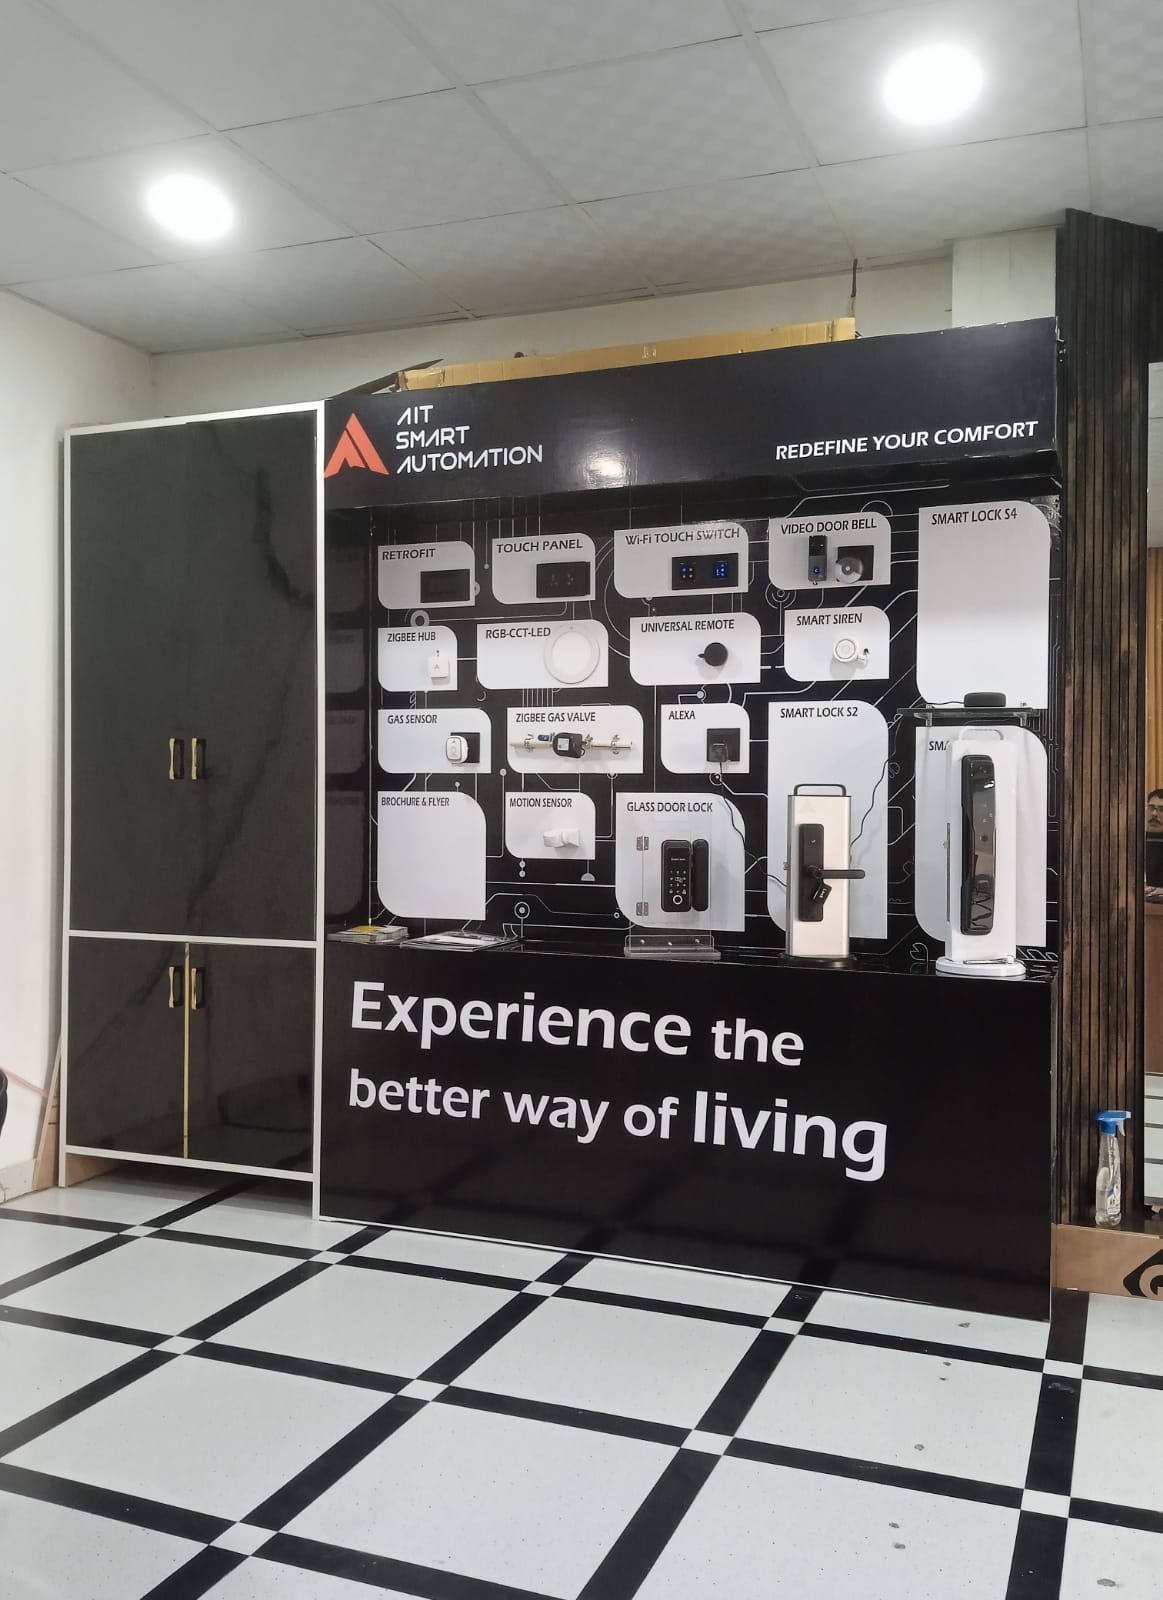 AIT
SMART
AUTOMATION
REDEFINE YOUR COMFORT
RETROFIT
TOUCH PANEL
Wi-Fi TOUCH SWITCH
VIDEO DOOR BELL
SMART LOCK S4
ZIGBEE HUB
RGB-CCT-LED
UNIVERSAL REMOTE
SMART SIREN
GAS SENSOR
ZIGBEE GAS VALVE
ALEXA
SMART LOCK S2
BROCHURE & FLYER
MOTION SENSOR
GLASS DOOR LOCK
Experience the
better way of living